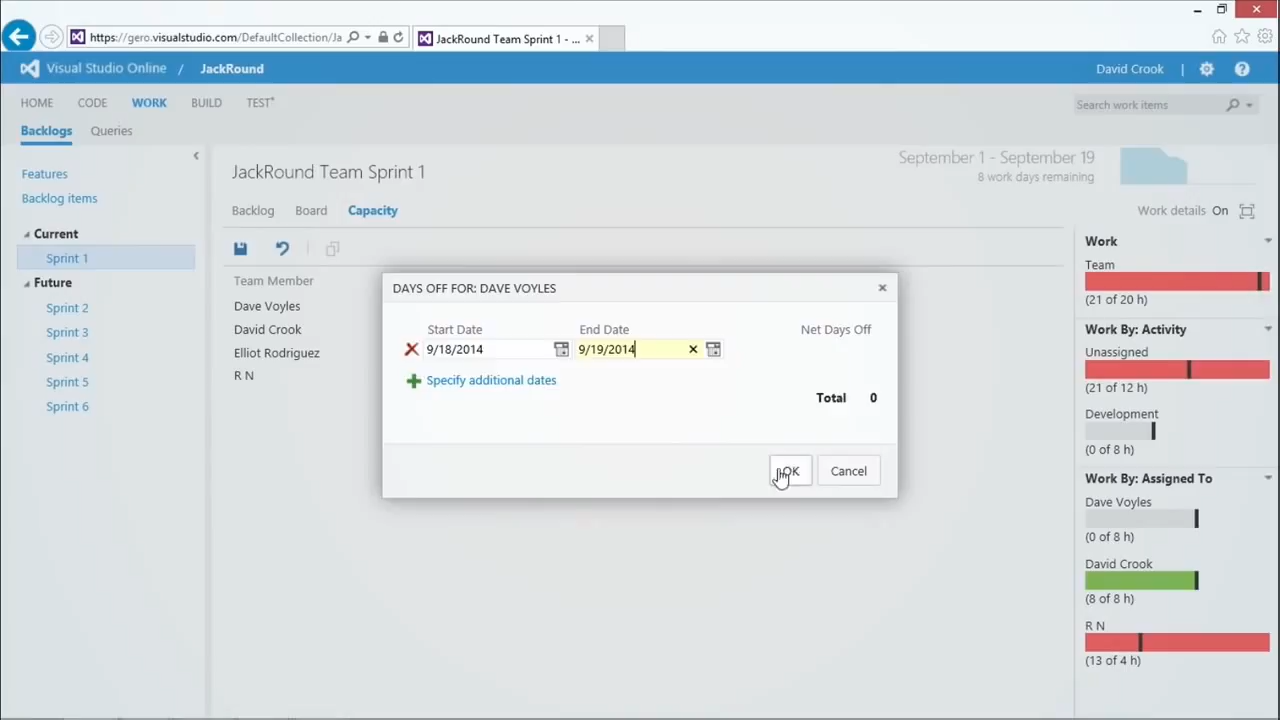 https://gero.visualstudio.com/DefaultCollection/Ja
JackRound Team Sprint 1 - ...
Visual Studio Online / JackRound
David Crook
HOME CODE WORK BUILD TEST*
Search work items
Backlogs Queries
Features
Backlog items
Current
Sprint 1
Future
Sprint 2
Sprint 3
Sprint 4
Sprint 5
Sprint 6
JackRound Team Sprint 1
September 1 - September 19
8 work days remaining
Backlog Board Capacity
Work details On
Team Member
Dave Voyles
David Crook
Elliot Rodriguez
R N
DAYS OFF FOR: DAVE VOYLES
Start Date End Date Net Days Off
9/18/2014 9/19/2014
Specify additional dates
Total 0
OK Cancel
Work
Team
(21 of 20 h)
Work By: Activity
Unassigned
(21 of 12 h)
Development
(0 of 8 h)
Work By: Assigned To
Dave Voyles
(0 of 8 h)
David Crook
(8 of 8 h)
R N
(13 of 4 h)